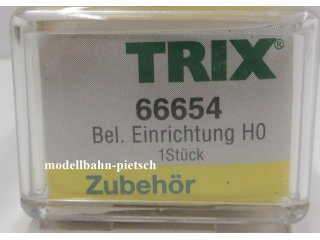 TRIX®
66654
Bel. Einrichtung H0
1Stück
modellbahn-pietsch
Zubehör